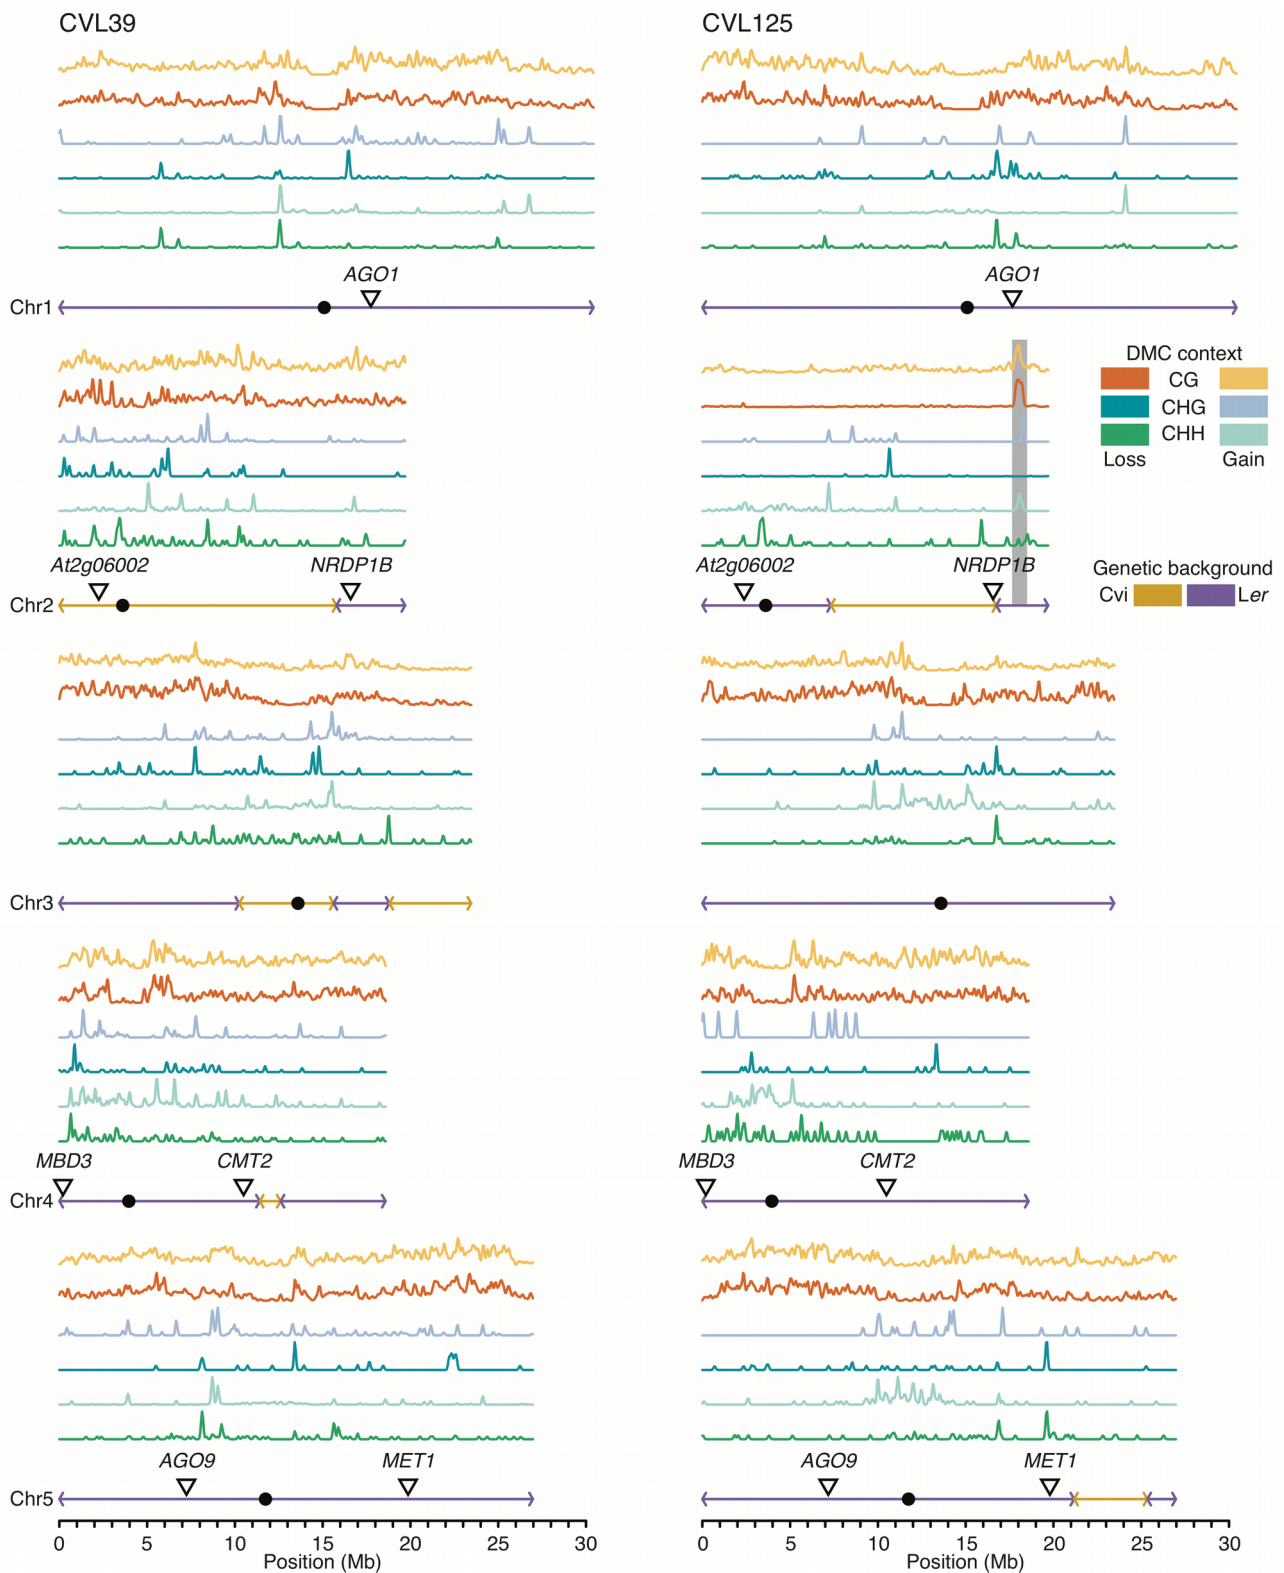 CVL39 CVL125
AGO1 AGO1
Chr1
DMC context
CG
CHG
CHH
Loss Gain
At2g06002 NRDP1B At2g06002 NRDP1B
Genetic background
Cvi Ler
Chr2
Chr3
MBD3 CMT2 MBD3 CMT2
Chr4
AGO9 MET1 AGO9 MET1
Chr5
0 5 10 15 20 25 30 0 5 10 15 20 25 30
Position (Mb) Position (Mb)